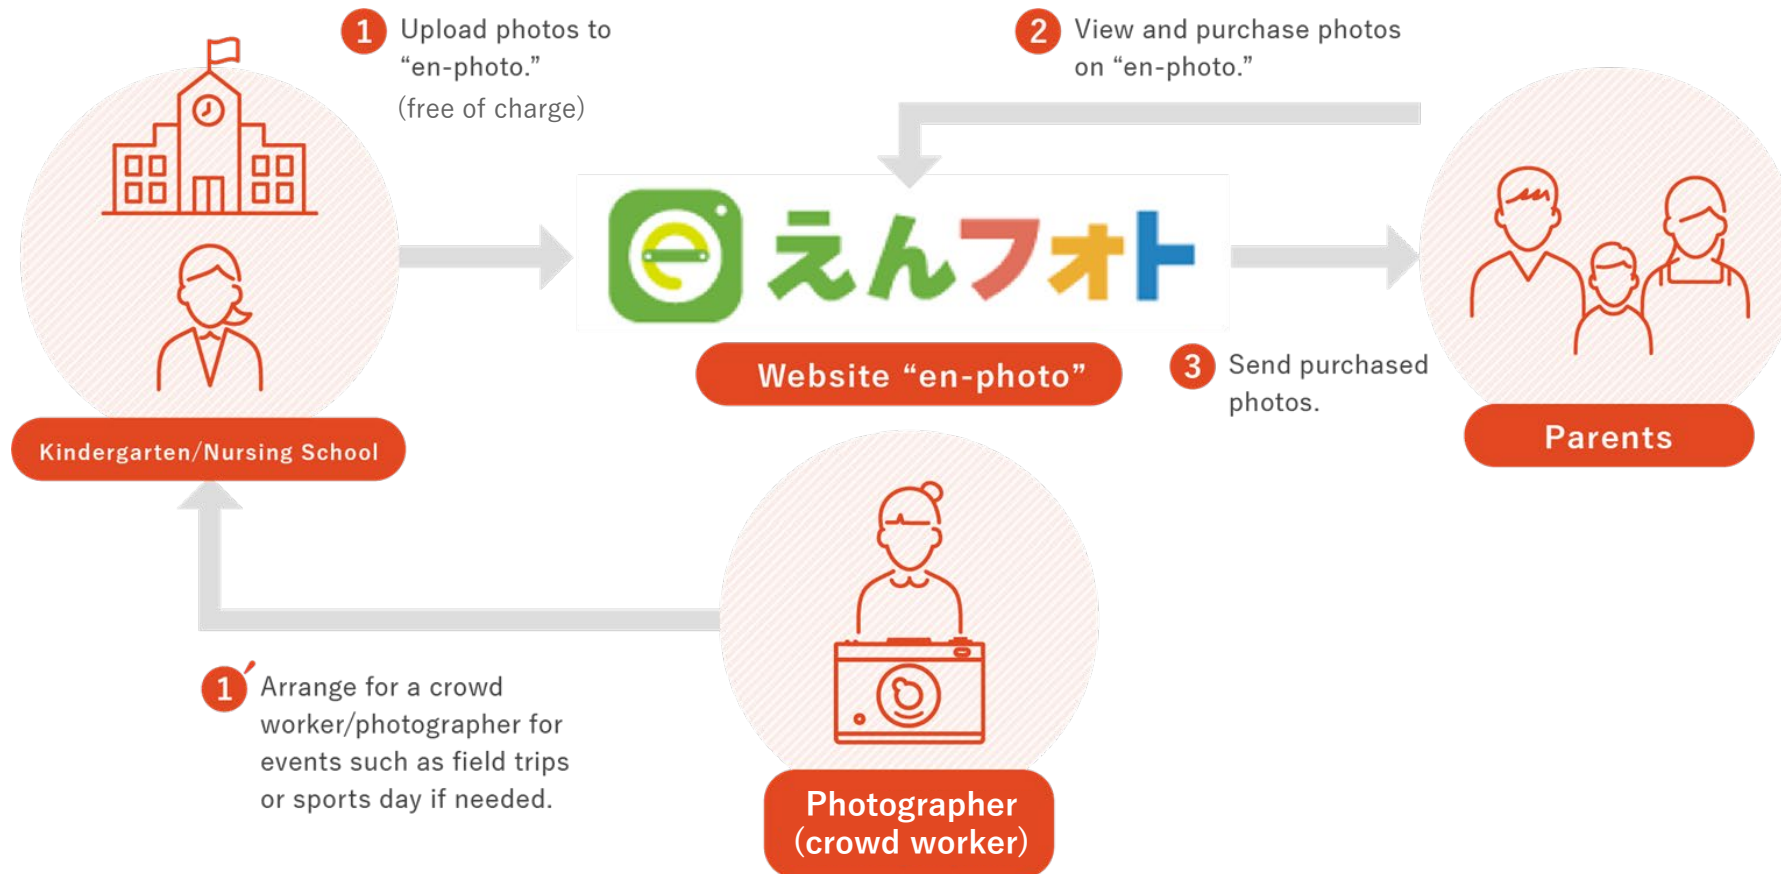 1 Upload photos to
“en-photo.”
(free of charge)
2 View and purchase photos
on “en-photo.”
e えんフォト
Website “en-photo”
3 Send purchased
photos.
Kindergarten/Nursing School
Parents
1′ Arrange for a crowd
worker/photographer for
events such as field trips
or sports day if needed.
Photographer
(crowd worker)